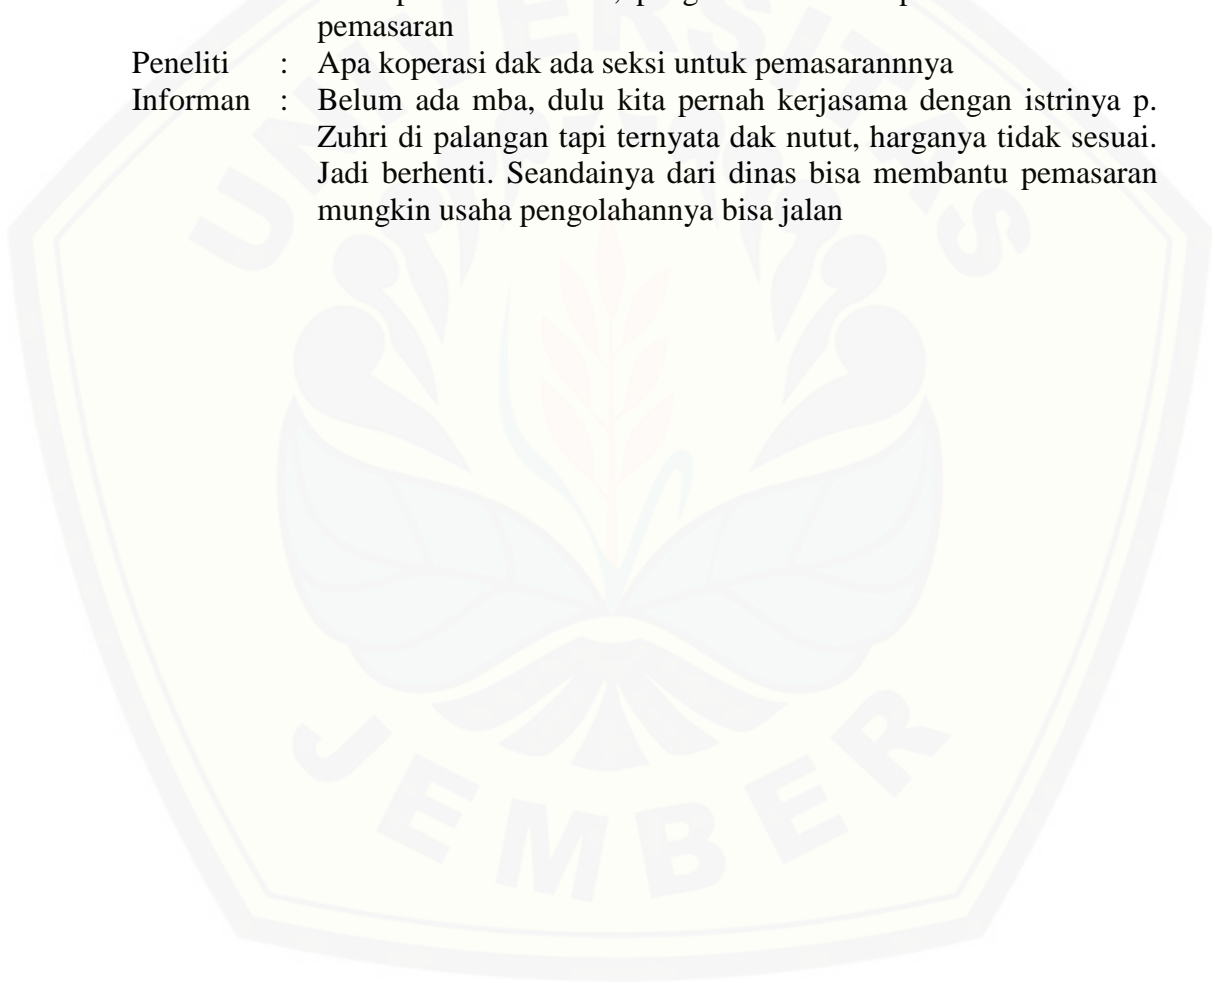 pemasaran
Peneliti : Apa koperasi dak ada seksi untuk pemasarannnya
Informan : Belum ada mba, dulu kita pernah kerjasama dengan istrinya p.
Zuhri di palangan tapi ternyata dak nutut, harganya tidak sesuai.
Jadi berhenti. Seandainya dari dinas bisa membantu pemasaran
mungkin usaha pengolahannya bisa jalan
UNIVERSITAS
JEMBER